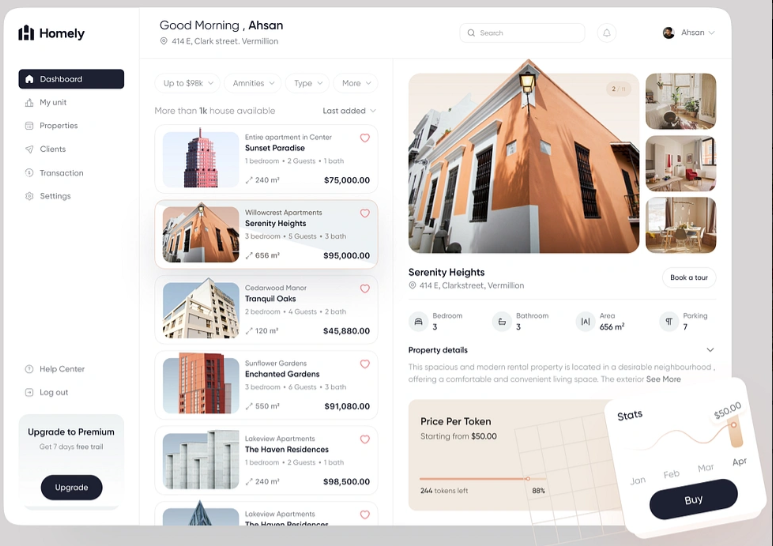 Homely
Good Morning , Ahsan
414 E, Clark street. Vermillion
Search
Ahsan
Dashboard
My unit
Properties
Clients
Transaction
Settings
Help Center
Log out
Upgrade to Premium
Get 7 days free trail
Upgrade
Up to $98k
Amnities
Type
More
More than 1k house available
Last added
Entire apartment in Center
Sunset Paradise
1 bedroom • 2 Guests • 1 bath
240 m² $75,000.00
Willowcrest Apartments
Serenity Heights
3 bedroom • 5 Guests • 3 bath
656 m² $95,000.00
Cedarwood Manor
Tranquil Oaks
2 bedroom • 4 Guests • 2 bath
120 m² $45,880.00
Sunflower Gardens
Enchanted Gardens
3 bedroom • 6 Guests • 3 bath
550 m² $91,080.00
Lakeview Apartments
The Haven Residences
1 bedroom • 2 Guests • 1 bath
240 m² $98,500.00
Lakeview Apartments
The Haven Residences
Serenity Heights
414 E, Clarkstreet, Vermillion
Book a tour
Bedroom
3
Bathroom
3
Area
656 m²
Parking
7
Property details
This spacious and modern rental property is located in a desirable neighbourhood ,
offering a comfortable and convenient living space. The exterior See More
Price Per Token
Starting from $50.00
244 tokens left
88%
Stats
$50.00
Jan Feb Mar Apr
Buy